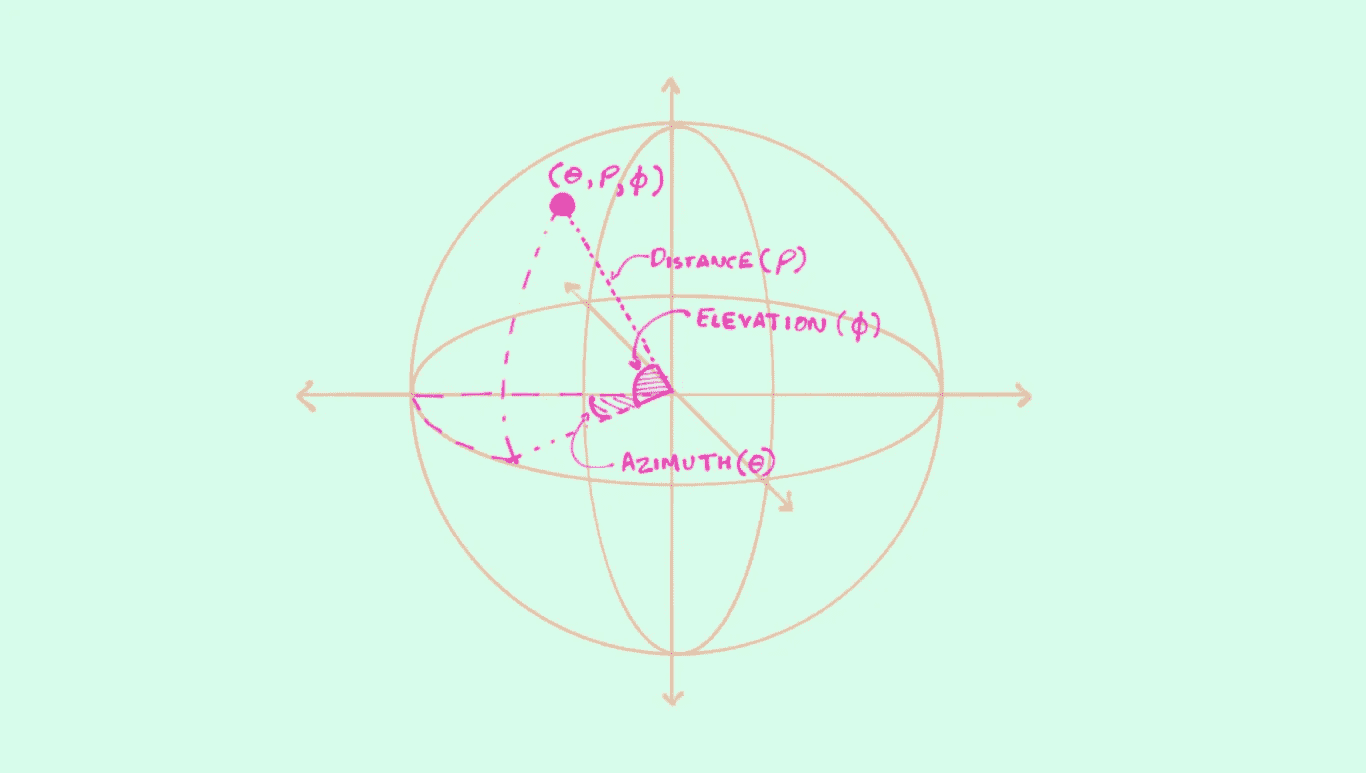 (θ, ρ, ϕ)
DISTANCE (ρ)
ELEVATION (ϕ)
AZIMUTH (θ)